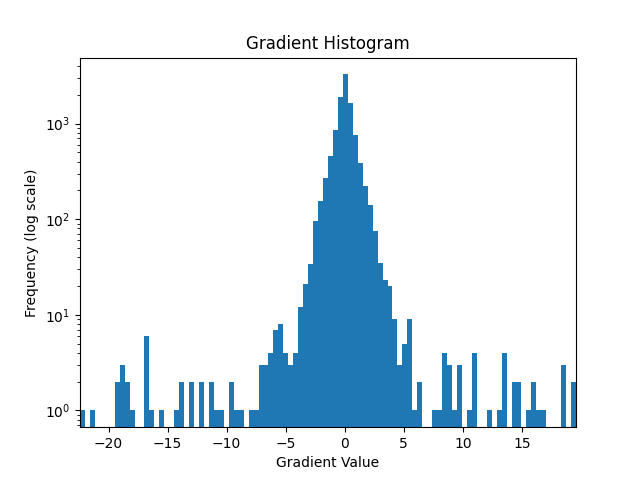 Gradient Histogram
Frequency (log scale)
10³
10²
10¹
10⁰
−20 −15 −10 −5 0 5 10 15
Gradient Value